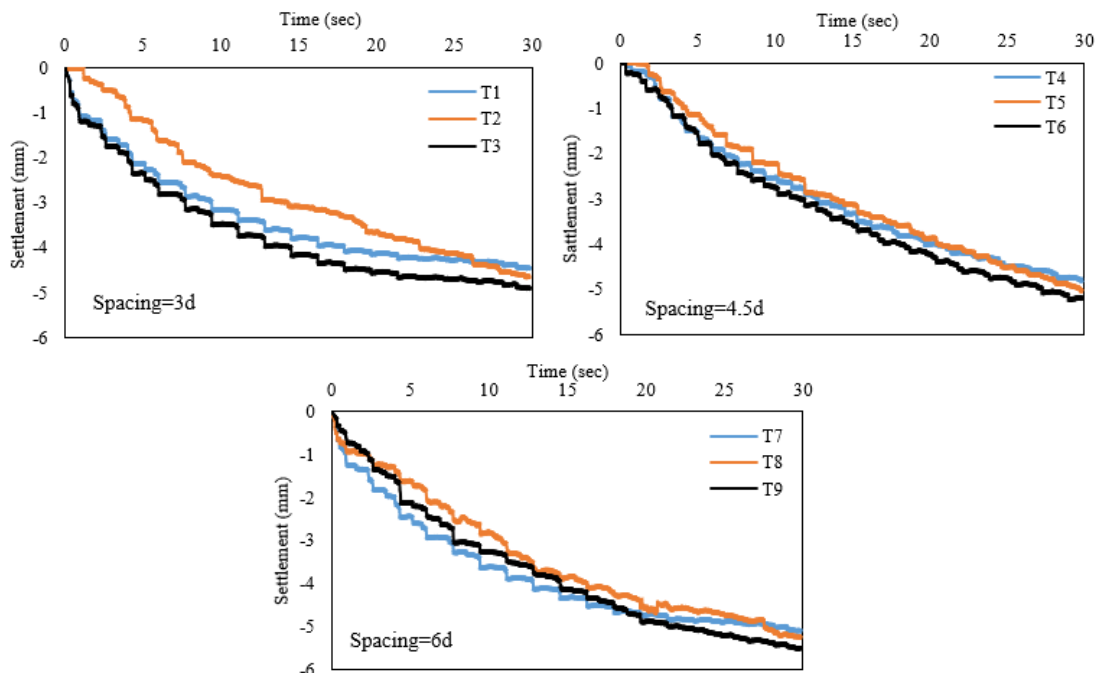 Time (sec)
0 5 10 15 20 25 30
0
-1
-2
-3
-4
-5
-6
Settlement (mm)
T1
T2
T3
Spacing=3d
Time (sec)
0 5 10 15 20 25 30
0
-1
-2
-3
-4
-5
-6
Sattlement (mm)
T4
T5
T6
Spacing=4.5d
Time (sec)
0 5 10 15 20 25 30
0
-1
-2
-3
-4
-5
-6
Settlement (mm)
T7
T8
T9
Spacing=6d